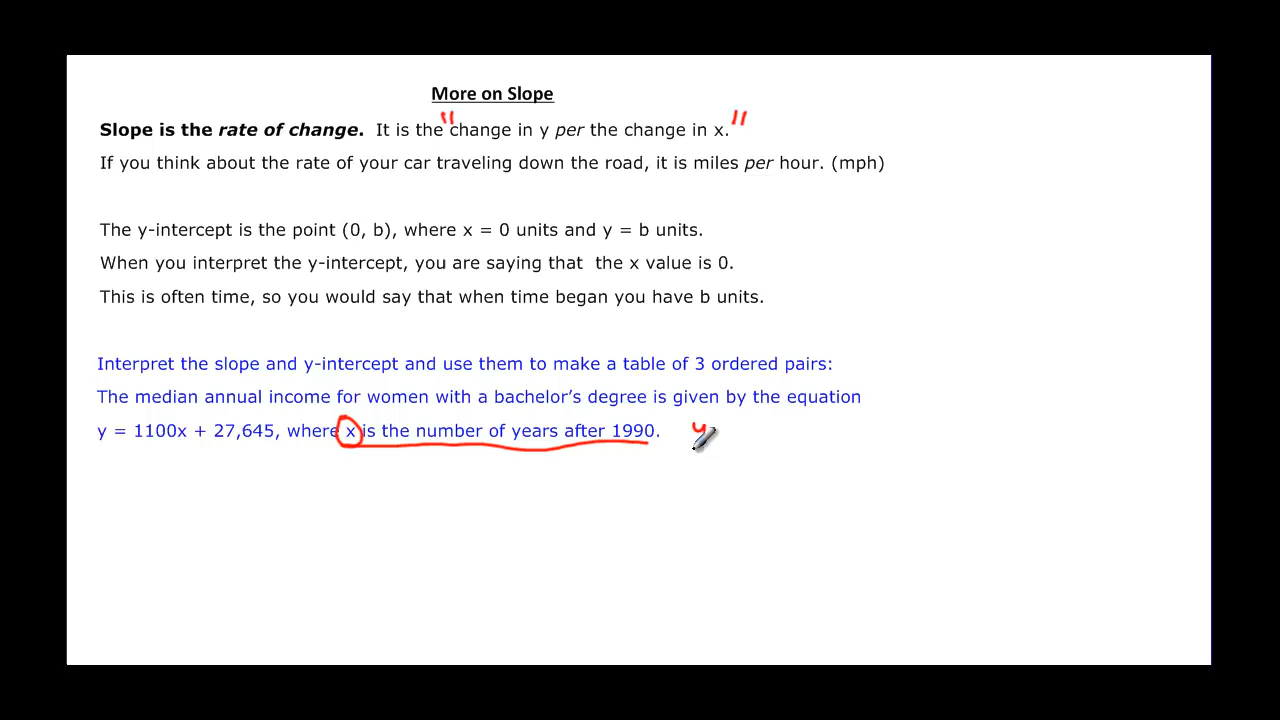 More on Slope
Slope is the rate of change. It is the "change in y per the change in x."
If you think about the rate of your car traveling down the road, it is miles per hour. (mph)
The y-intercept is the point (0, b), where x = 0 units and y = b units.
When you interpret the y-intercept, you are saying that the x value is 0.
This is often time, so you would say that when time began you have b units.
Interpret the slope and y-intercept and use them to make a table of 3 ordered pairs:
The median annual income for women with a bachelor's degree is given by the equation
y = 1100x + 27,645, where x is the number of years after 1990. y